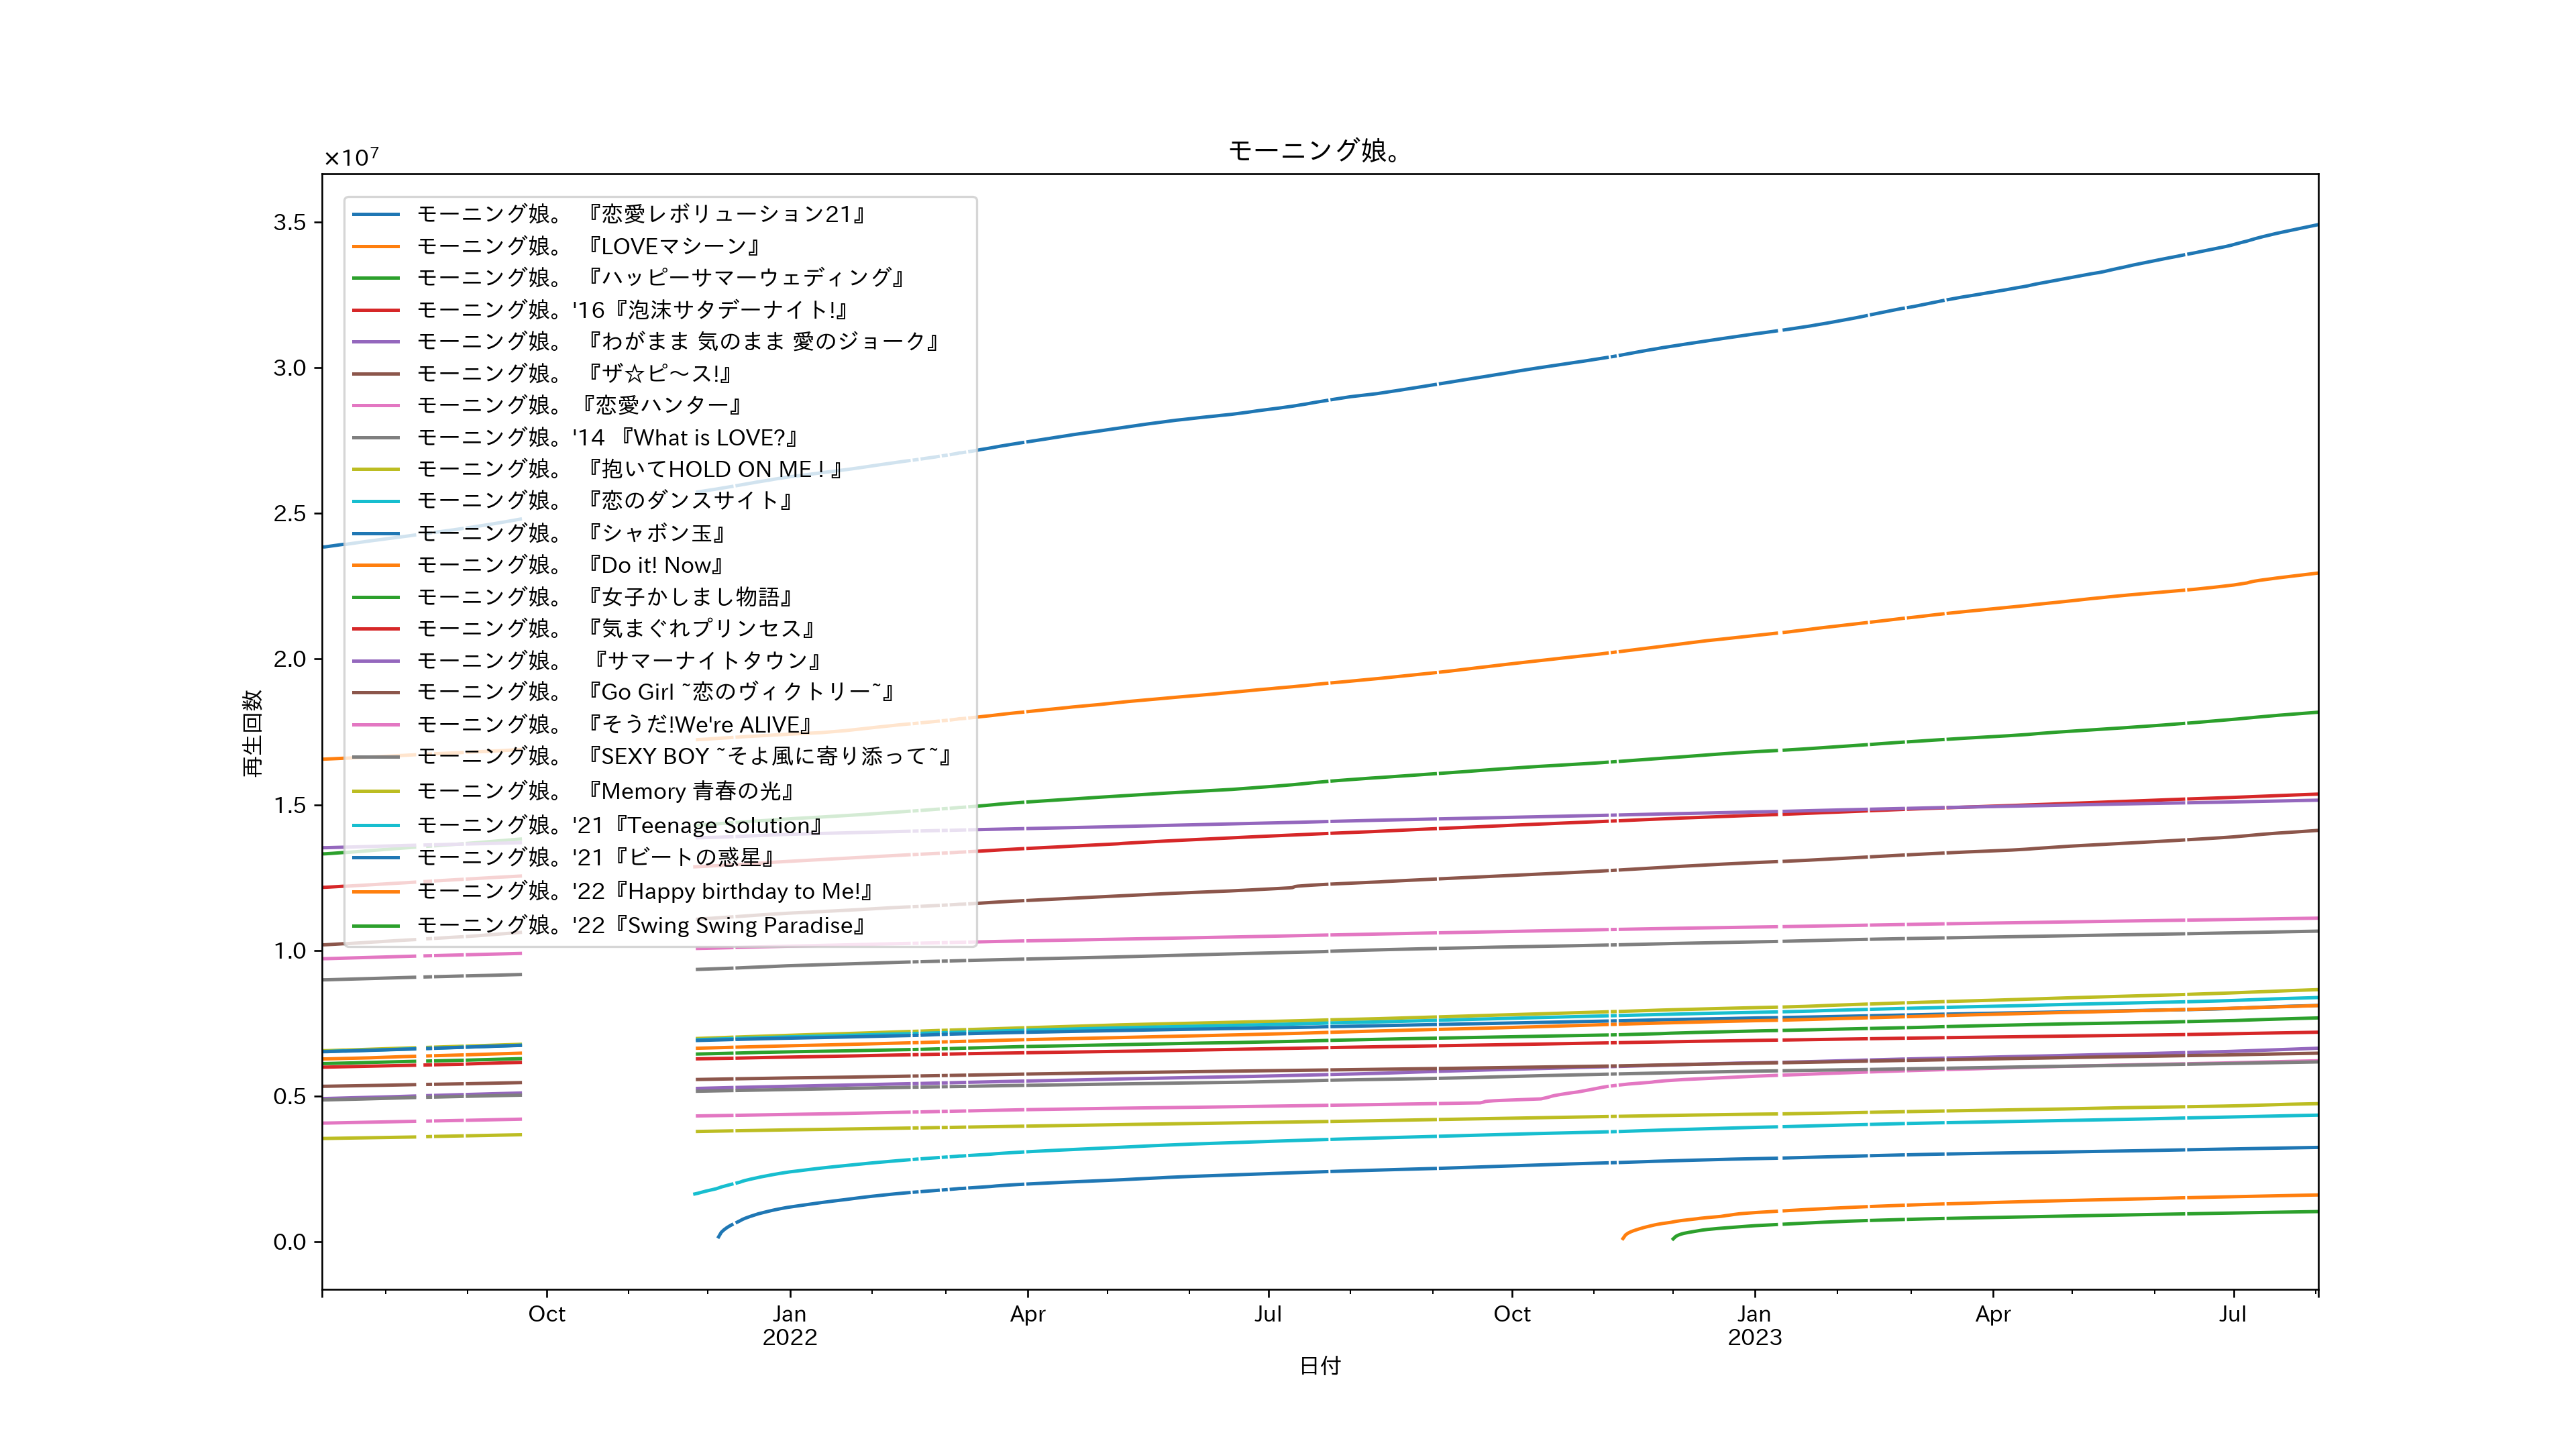 モーニング娘。
×10⁷
3.5
3.0
2.5
2.0
1.5
1.0
0.5
0.0
再生回数
モーニング娘。 『恋愛レボリューション21』
モーニング娘。 『LOVEマシーン』
モーニング娘。 『ハッピーサマーウェディング』
モーニング娘。'16『泡沫サタデーナイト!』
モーニング娘。 『わがまま 気のまま 愛のジョーク』
モーニング娘。 『ザ☆ピ〜ス!』
モーニング娘。『恋愛ハンター』
モーニング娘。'14 『What is LOVE?』
モーニング娘。 『抱いてHOLD ON ME ! 』
モーニング娘。 『恋のダンスサイト』
モーニング娘。 『シャボン玉』
モーニング娘。 『Do it! Now』
モーニング娘。 『女子かしまし物語』
モーニング娘。 『気まぐれプリンセス』
モーニング娘。 『サマーナイトタウン』
モーニング娘。 『Go Girl ~恋のヴィクトリー~』
モーニング娘。 『そうだ!We're ALIVE』
モーニング娘。 『SEXY BOY ~そよ風に寄り添って~』
モーニング娘。 『Memory 青春の光』
モーニング娘。'21『Teenage Solution』
モーニング娘。'21『ビートの惑星』
モーニング娘。'22『Happy birthday to Me!』
モーニング娘。'22『Swing Swing Paradise』
Oct Jan Apr Jul Oct Jan Apr Jul
2022 2023
日付